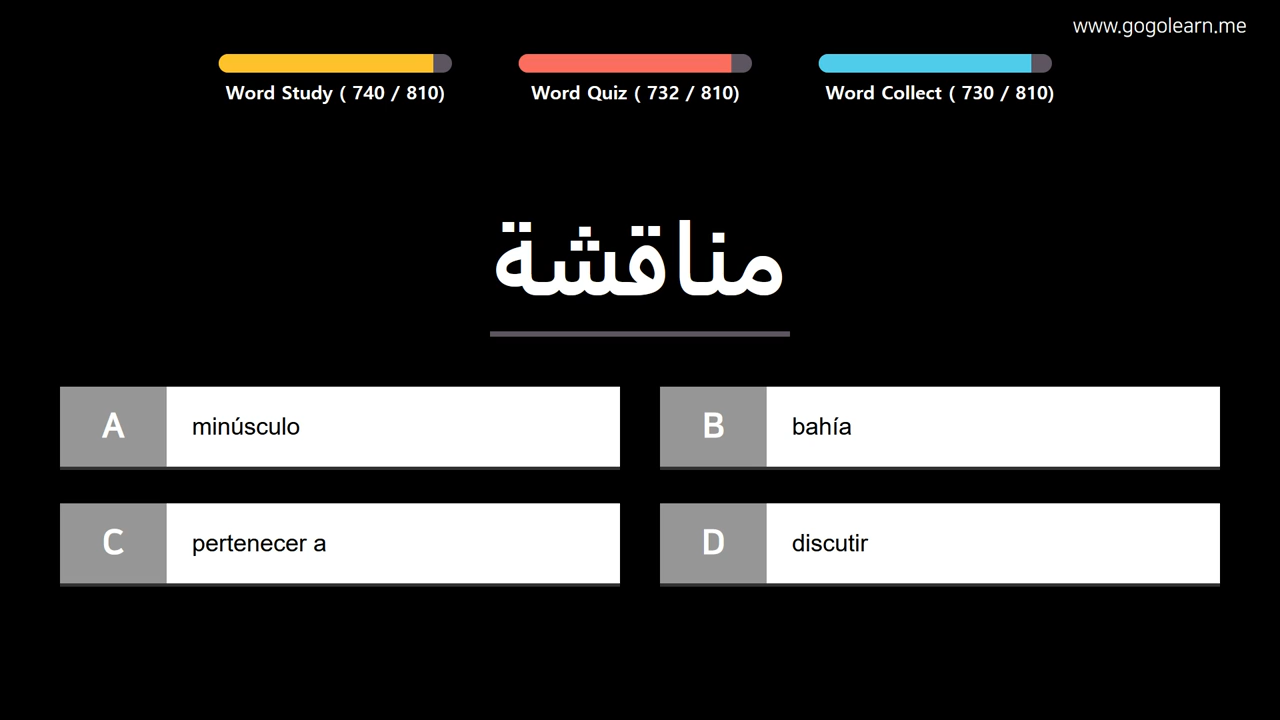 www.gogolearn.me
Word Study ( 740 / 810)
Word Quiz ( 732 / 810)
Word Collect ( 730 / 810)
مناقشة
A minúsculo
B bahía
C pertenecer a
D discutir